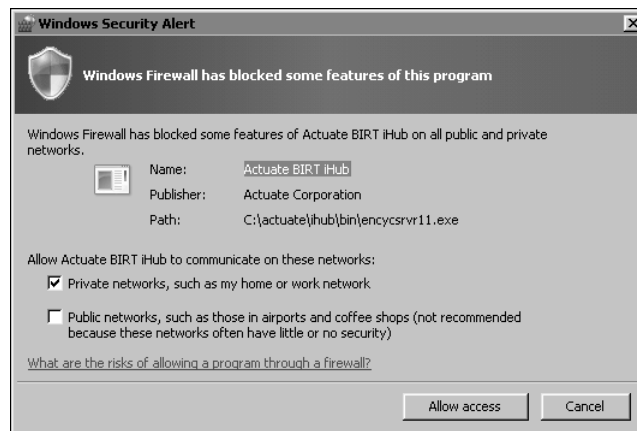 Windows Security Alert
Windows Firewall has blocked some features of this program
Windows Firewall has blocked some features of Actuate BIRT iHub on all public and private
networks.
Name: Actuate BIRT iHub
Publisher: Actuate Corporation
Path: C:\actuate\ihub\bin\encycsrvr11.exe
Allow Actuate BIRT iHub to communicate on these networks:
Private networks, such as my home or work network
Public networks, such as those in airports and coffee shops (not recommended
because these networks often have little or no security)
What are the risks of allowing a program through a firewall?
Allow access Cancel